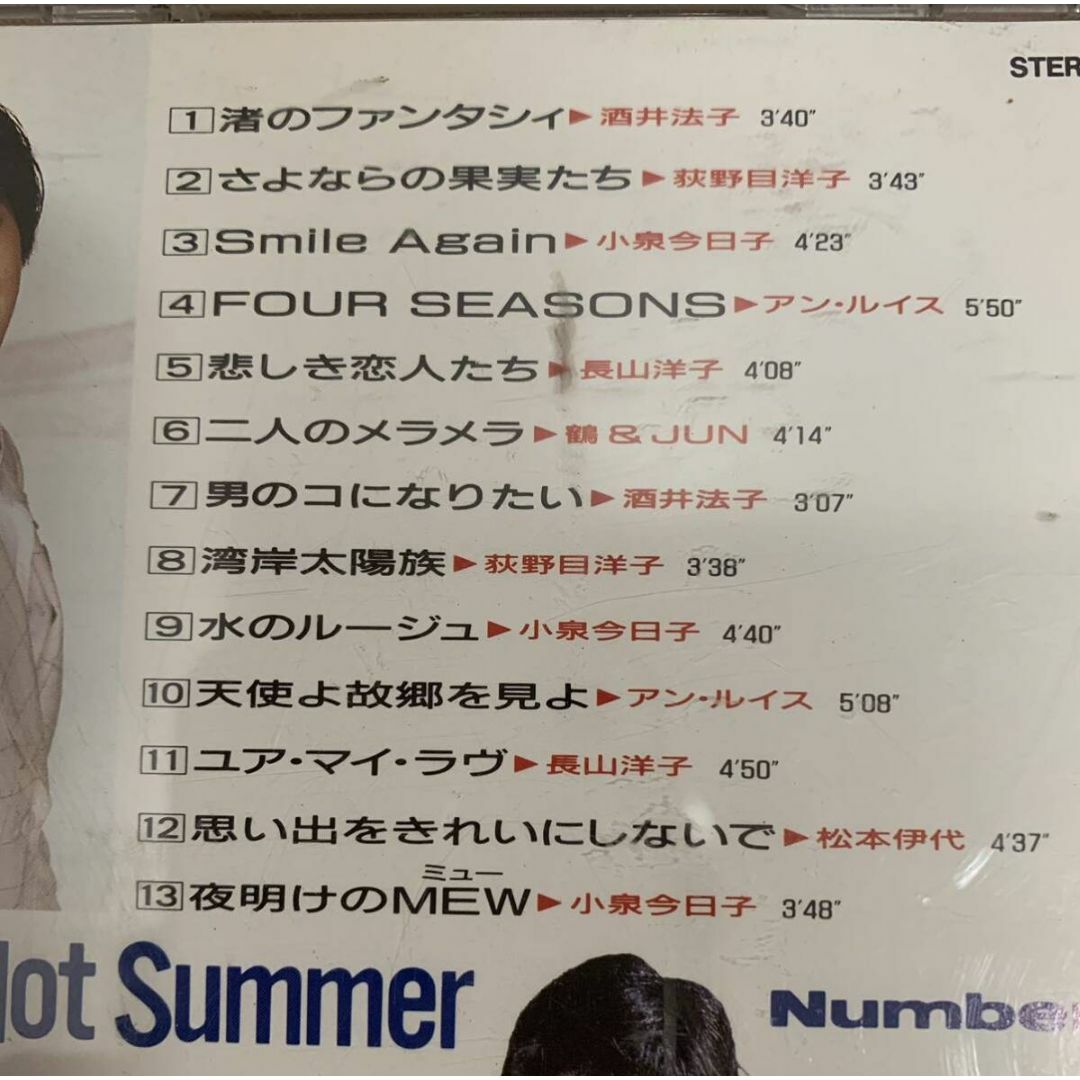 STER
1 渚のファンタシィ▶酒井法子 3'40"
2 さよならの果実たち▶荻野目洋子 3'43"
3 Smile Again▶小泉今日子 4'23"
4 FOUR SEASONS▶アン・ルイス 5'50"
5 悲しき恋人たち▶長山洋子 4'08"
6 二人のメラメラ▶鶴&JUN 4'14"
7 男のコになりたい▶酒井法子 3'07"
8 湾岸太陽族▶荻野目洋子 3'38"
9 水のルージュ▶小泉今日子 4'40"
10 天使よ故郷を見よ▶アン・ルイス 5'08"
11 ユア・マイ・ラヴ▶長山洋子 4'50"
12 思い出をきれいにしないで▶松本伊代 4'37"
ミュー
13 夜明けのMEW▶小泉今日子 3'48"
Hot Summer
Number